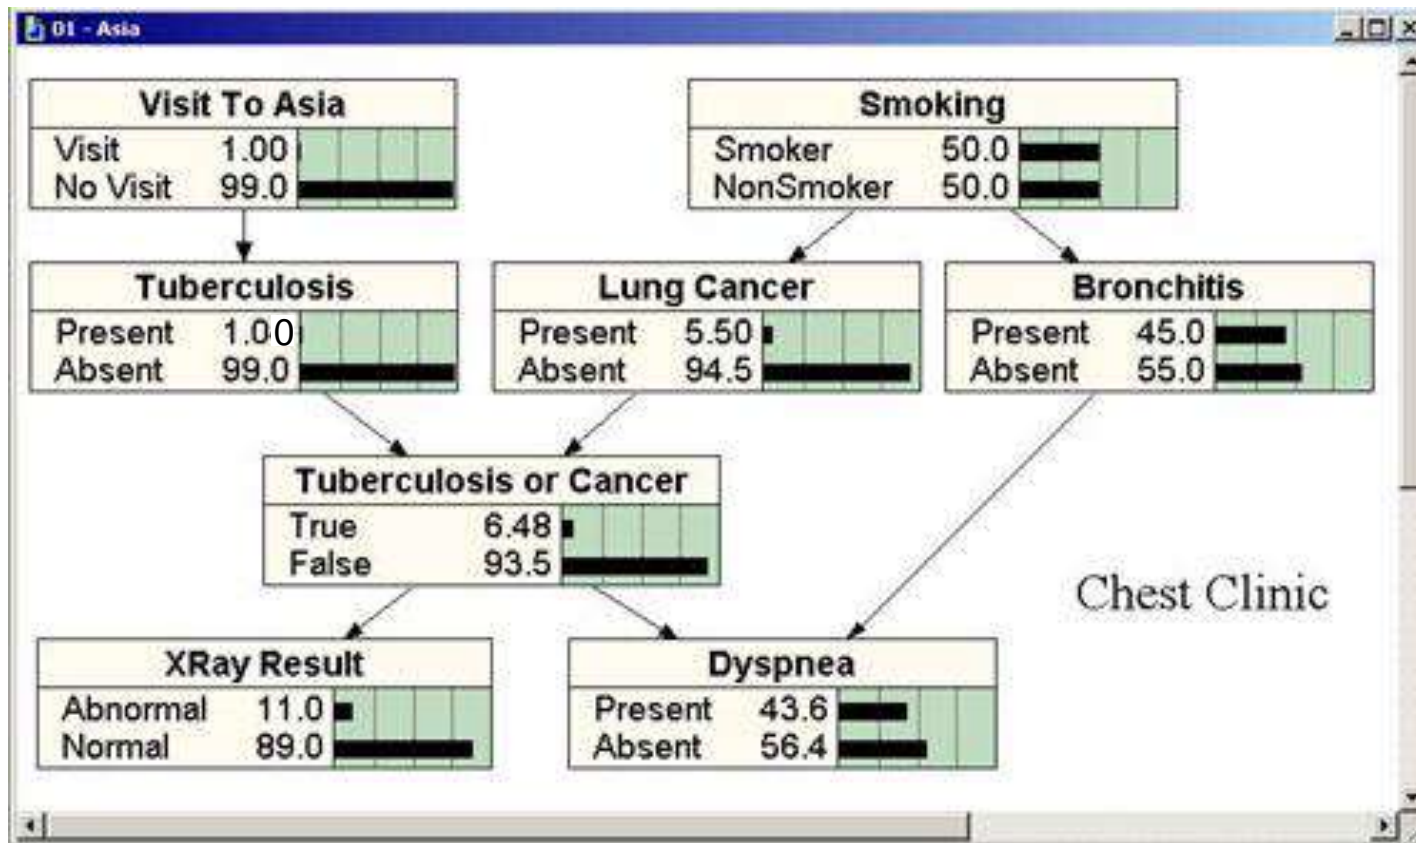 01 - Asia
Visit To Asia
Visit 1.00
No Visit 99.0
Smoking
Smoker 50.0
NonSmoker 50.0
Tuberculosis
Present 1.00
Absent 99.0
Lung Cancer
Present 5.50
Absent 94.5
Bronchitis
Present 45.0
Absent 55.0
Tuberculosis or Cancer
True 6.48
False 93.5
Chest Clinic
XRay Result
Abnormal 11.0
Normal 89.0
Dyspnea
Present 43.6
Absent 56.4